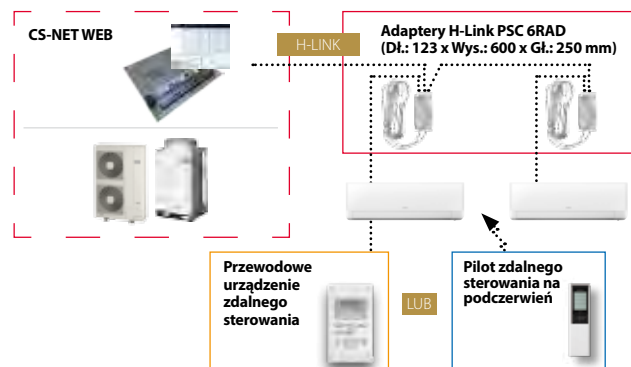 CS-NET WEB
H-LINK
Adaptery H-Link PSC 6RAD
(Dł.: 123 x Wys.: 600 x Gł.: 250 mm)
Przewodowe
urządzenie
zdalnego
sterowania
LUB
Pilot zdalnego
sterowania na
podczerwień